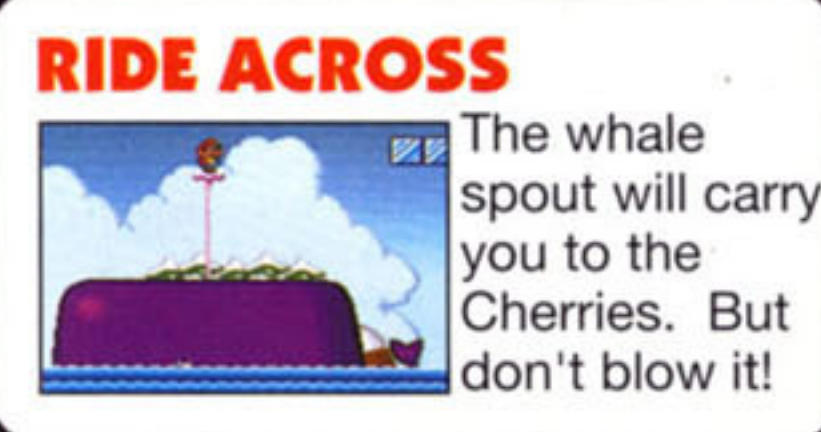 RIDE ACROSS
The whale
spout will carry
you to the
Cherries.  But
don't blow it!